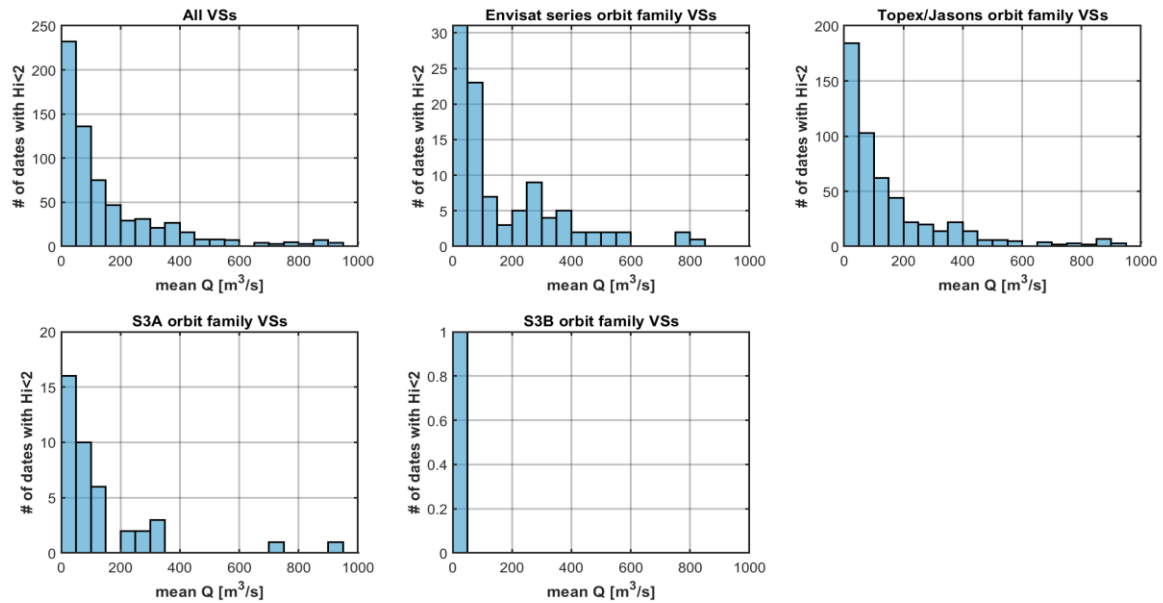 All VSs
250
200
150
100
50
0
# of dates with Hi<2
0 200 400 600 800 1000
mean Q [m³/s]
Envisat series orbit family VSs
30
25
20
15
10
5
0
# of dates with Hi<2
0 200 400 600 800 1000
mean Q [m³/s]
Topex/Jasons orbit family VSs
200
150
100
50
0
# of dates with Hi<2
0 200 400 600 800 1000
mean Q [m³/s]
S3A orbit family VSs
20
15
10
5
0
# of dates with Hi<2
0 200 400 600 800 1000
mean Q [m³/s]
S3B orbit family VSs
1
0.8
0.6
0.4
0.2
0
# of dates with Hi<2
0 200 400 600 800 1000
mean Q [m³/s]